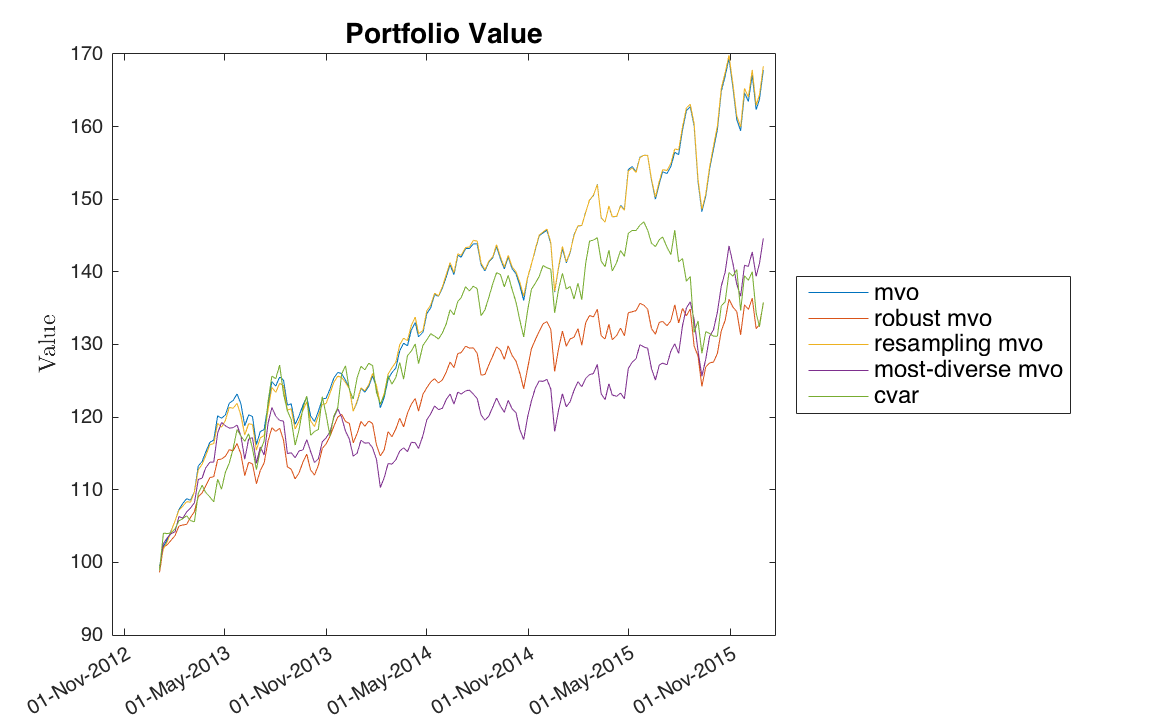 Portfolio Value
170
160
150
140
130
120
110
100
90
Value
01-Nov-2012
01-May-2013
01-Nov-2013
01-May-2014
01-Nov-2014
01-May-2015
01-Nov-2015
mvo
robust mvo
resampling mvo
most-diverse mvo
cvar